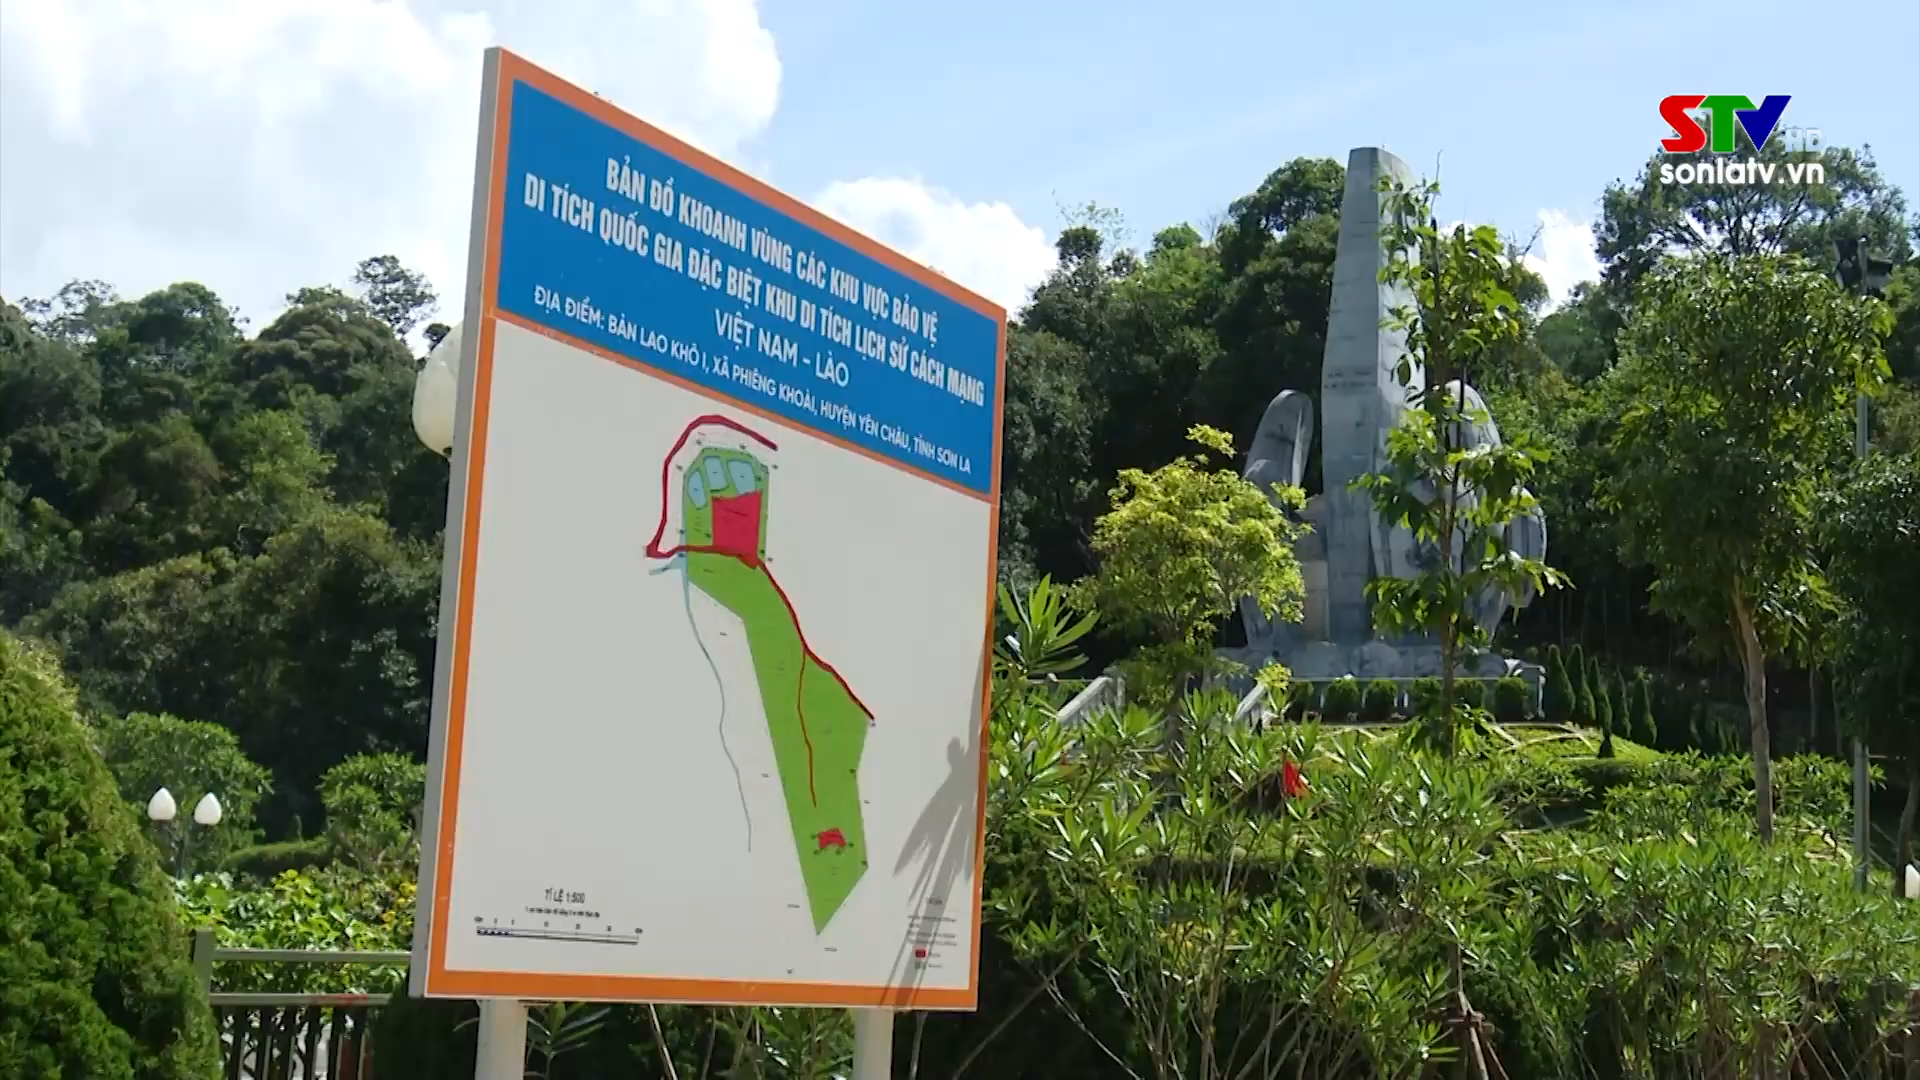 STV HD
sonlatv.vn
BẢN ĐỒ KHOANH VÙNG CÁC KHU VỰC BẢO VỆ
DI TÍCH QUỐC GIA ĐẶC BIỆT KHU DI TÍCH LỊCH SỬ CÁCH MẠNG
VIỆT NAM - LÀO
ĐỊA ĐIỂM: BẢN LAO KHÔ I, XÃ PHIÊNG KHOÀI, HUYỆN YÊN CHÂU, TỈNH SƠN LA
TỈ LỆ 1:500